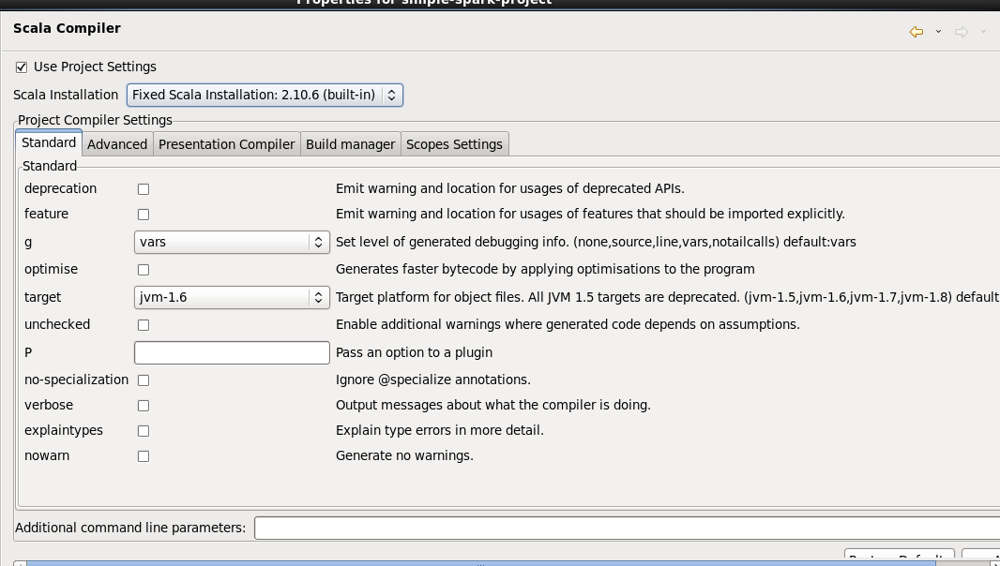 Properties for simple-spark-project
Scala Compiler
Use Project Settings
Scala Installation Fixed Scala Installation: 2.10.6 (built-in)
Project Compiler Settings
Standard Advanced Presentation Compiler Build manager Scopes Settings
Standard
deprecation Emit warning and location for usages of deprecated APIs.
feature Emit warning and location for usages of features that should be imported explicitly.
g vars Set level of generated debugging info. (none,source,line,vars,notailcalls) default:vars
optimise Generates faster bytecode by applying optimisations to the program
target jvm-1.6 Target platform for object files. All JVM 1.5 targets are deprecated. (jvm-1.5,jvm-1.6,jvm-1.7,jvm-1.8) default
unchecked Enable additional warnings where generated code depends on assumptions.
P Pass an option to a plugin
no-specialization Ignore @specialize annotations.
verbose Output messages about what the compiler is doing.
explaintypes Explain type errors in more detail.
nowarn Generate no warnings.
Additional command line parameters: